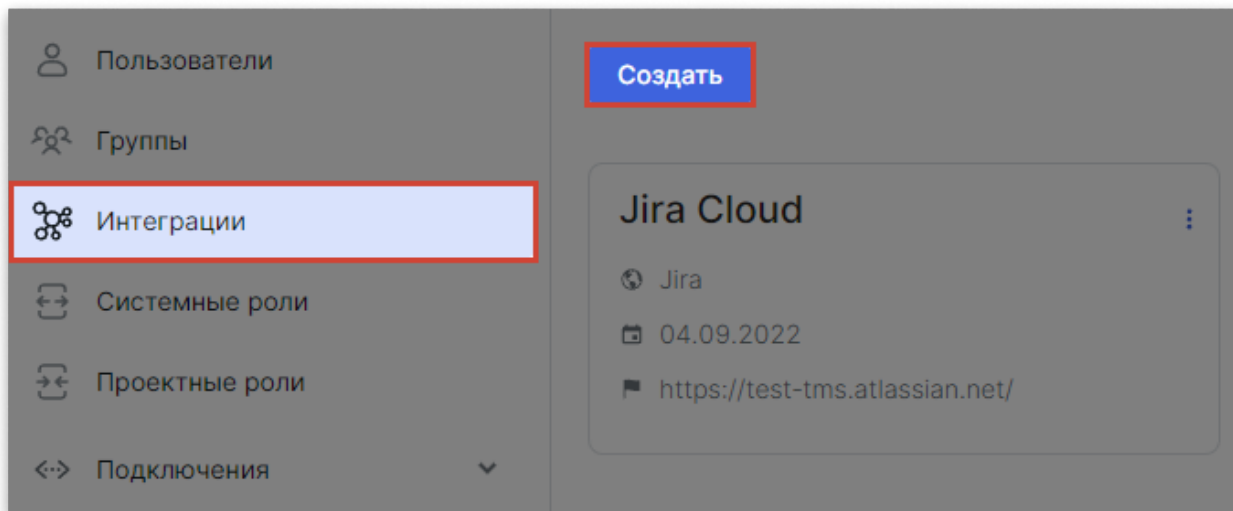 Пользователи
Группы
Интеграции
Системные роли
Проектные роли
Подключения
Создать
Jira Cloud
Jira
04.09.2022
https://test-tms.atlassian.net/